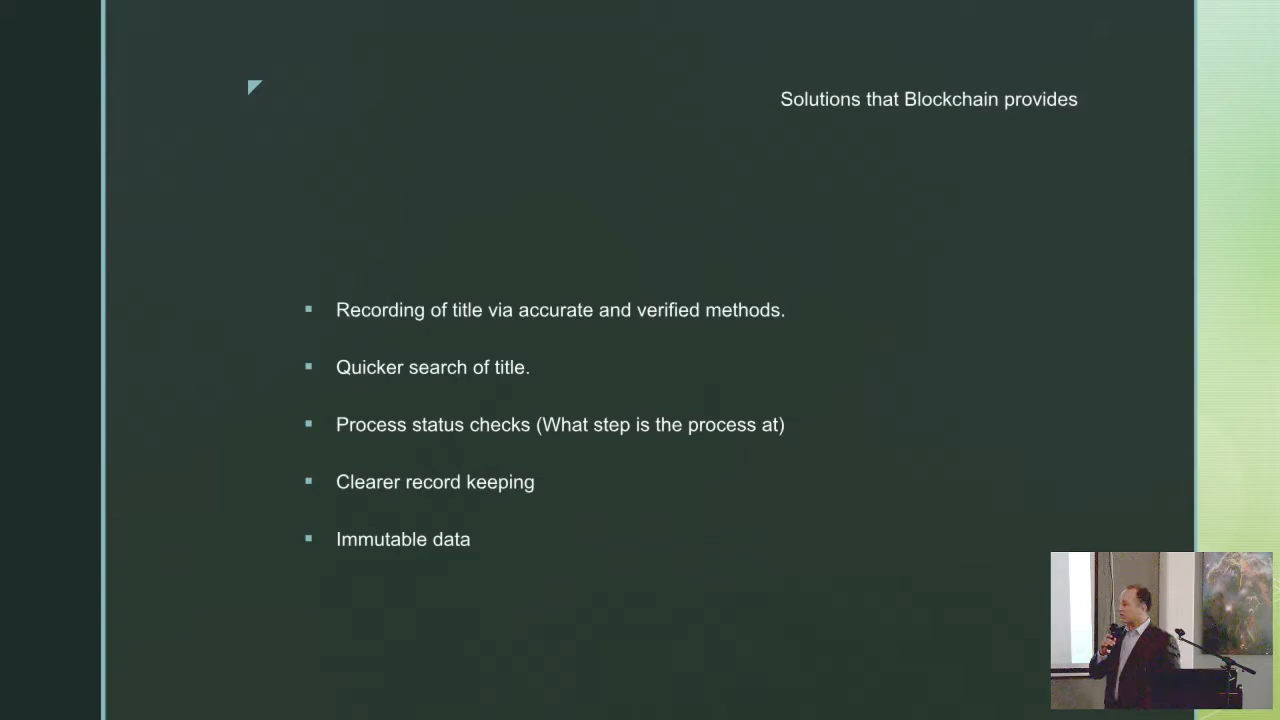 Solutions that Blockchain provides
Recording of title via accurate and verified methods.
Quicker search of title.
Process status checks (What step is the process at)
Clearer record keeping
Immutable data